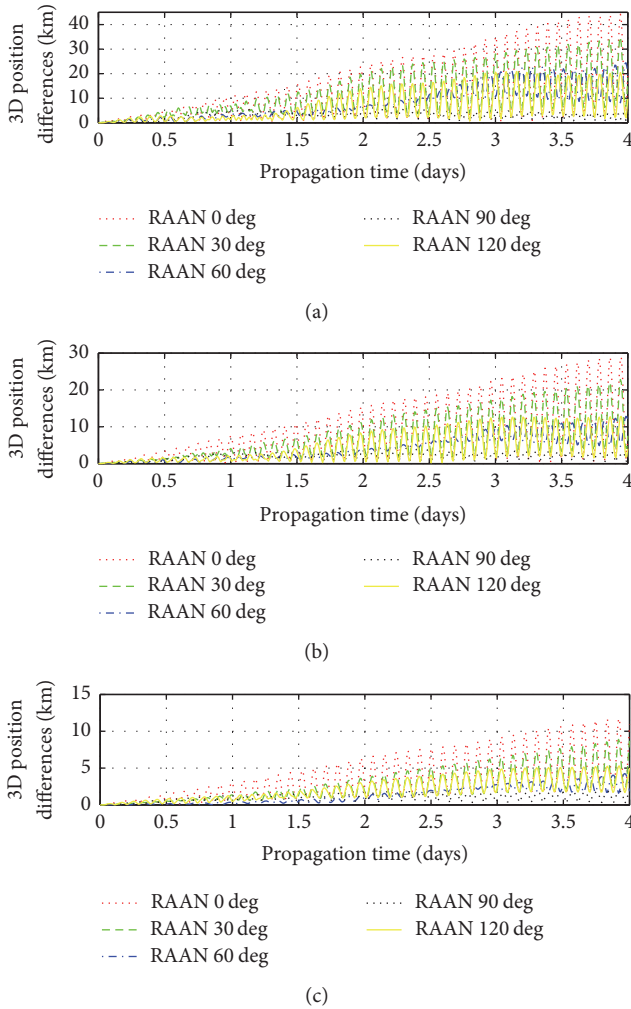 3D position
differences (km)
40
30
20
10
0
0 0.5 1 1.5 2 2.5 3 3.5 4
Propagation time (days)
RAAN 0 deg RAAN 90 deg
RAAN 30 deg RAAN 120 deg
RAAN 60 deg
(a)
3D position
differences (km)
30
20
10
0
0 0.5 1 1.5 2 2.5 3 3.5 4
Propagation time (days)
RAAN 0 deg RAAN 90 deg
RAAN 30 deg RAAN 120 deg
RAAN 60 deg
(b)
3D position
differences (km)
15
10
5
0
0 0.5 1 1.5 2 2.5 3 3.5 4
Propagation time (days)
RAAN 0 deg RAAN 90 deg
RAAN 30 deg RAAN 120 deg
RAAN 60 deg
(c)